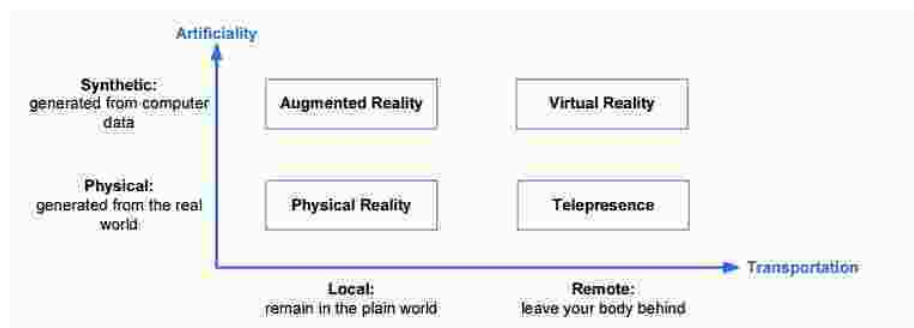 Artificiality
Synthetic:
generated from computer
data
Augmented Reality
Virtual Reality
Physical:
generated from the real
world
Physical Reality
Telepresence
Transportation
Local:
remain in the plain world
Remote:
leave your body behind